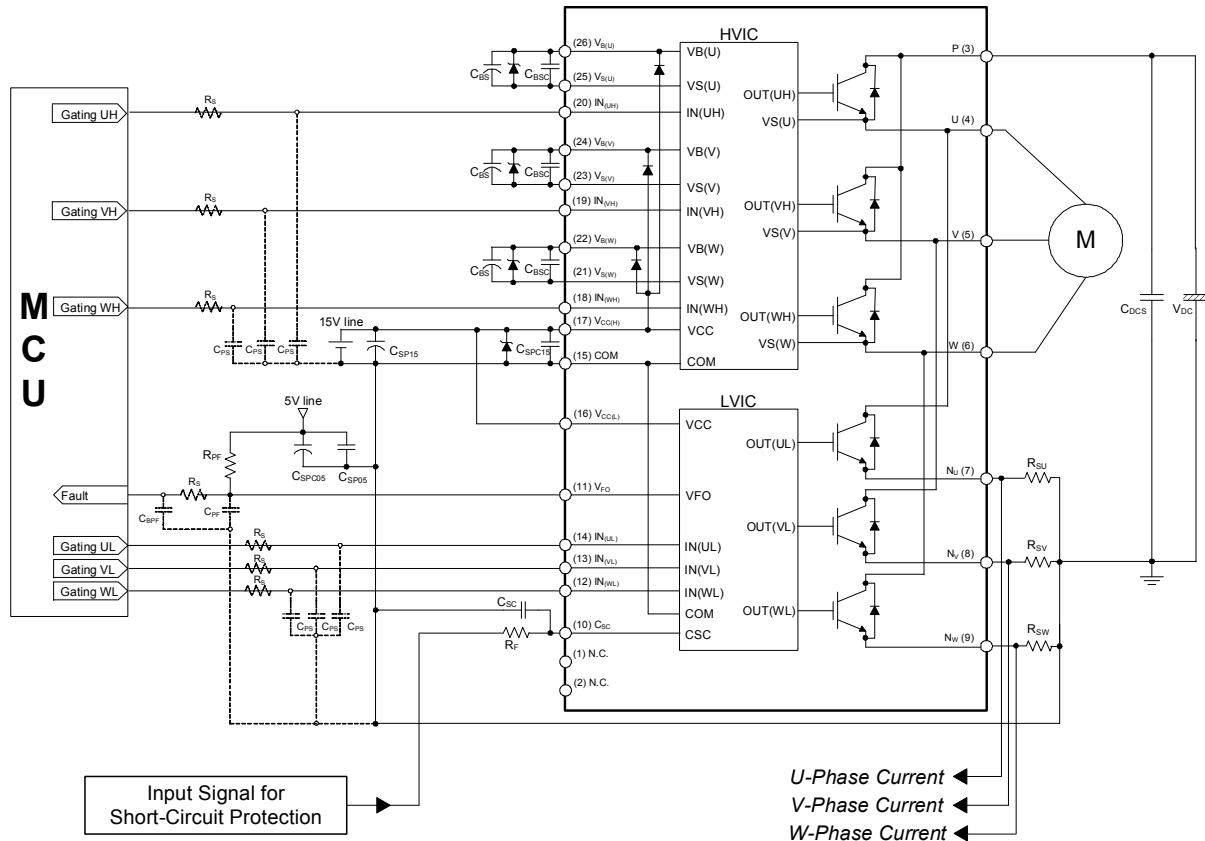 HVIC
(26) VB(U)
VB(U)
P (3)
CBS
CBSC
(25) VS(U)
VS(U)
OUT(UH)
RS
(20) IN(UH)
Gating UH
IN(UH)
VS(U)
U (4)
(24) VB(V)
VB(V)
CBS
CBSC
(23) VS(V)
VS(V)
RS
(19) IN(VH)
OUT(VH)
Gating VH
IN(VH)
VS(V)
V (5)
M
(22) VB(W)
VB(W)
CBS
CBSC
(21) VS(W)
VS(W)
RS
(18) IN(WH)
MCU
Gating WH
IN(WH)
OUT(WH)
CDCS
VDC
15V line
(17) VCC(H)
VCC
CPS
CPS
CPS
CSP15
CSPC15
VS(W)
W (6)
(15) COM
COM
LVIC
5V line
(16) VCC(L)
VCC
OUT(UL)
RPF
CSPC05
CSP05
RS
NU (7)
RSU
Fault
(11) VFO
VFO
CBPF
CPF
OUT(VL)
RS
(14) IN(UL)
Gating UL
IN(UL)
RS
(13) IN(VL)
NV (8)
RSV
Gating VL
IN(VL)
RS
(12) IN(WL)
Gating WL
IN(WL)
CSC
OUT(WL)
COM
CPS
CPS
CPS
(10) CSC
CSC
RF
NW (9)
RSW
(1) N.C.
(2) N.C.
Input Signal for
Short-Circuit Protection
U-Phase Current
V-Phase Current
W-Phase Current